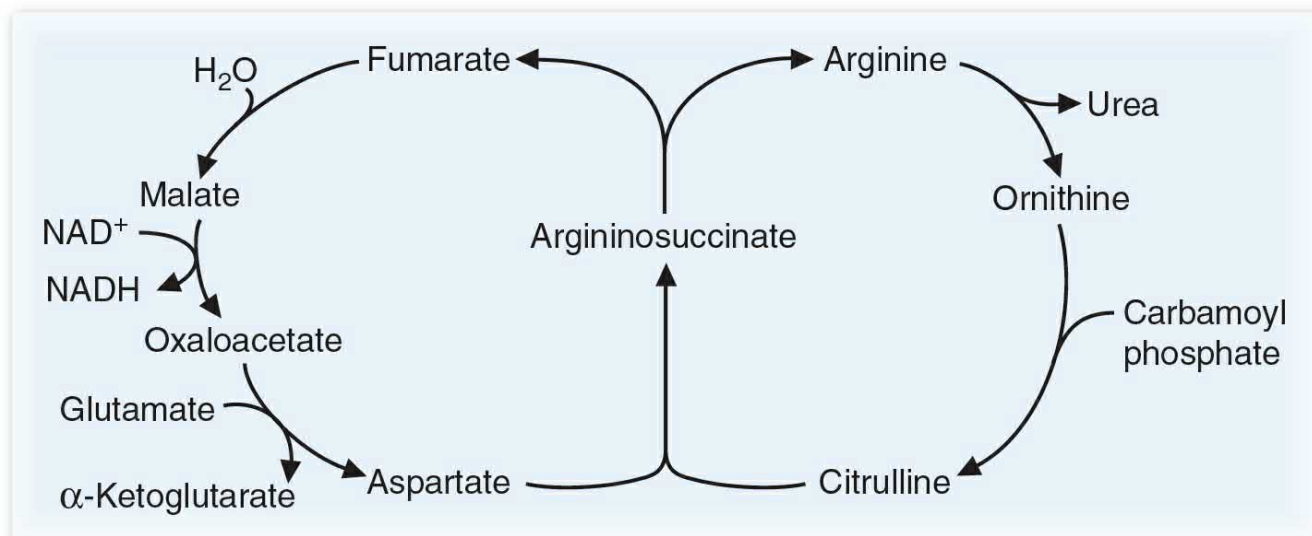 Fumarate
Arginine
H₂O
Urea
Malate
Ornithine
NAD⁺
Argininosuccinate
NADH
Carbamoyl
phosphate
Oxaloacetate
Glutamate
α-Ketoglutarate
Aspartate
Citrulline